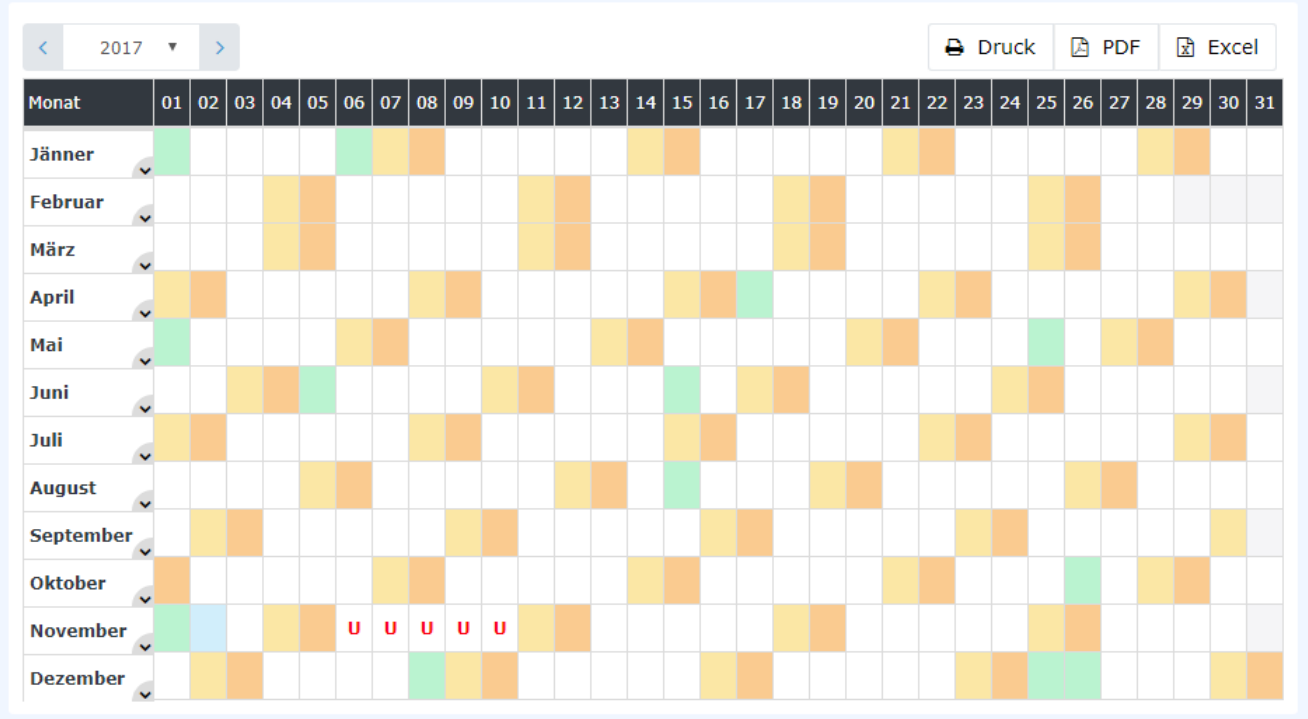 2017 Druck PDF Excel
Monat 01 02 03 04 05 06 07 08 09 10 11 12 13 14 15 16 17 18 19 20 21 22 23 24 25 26 27 28 29 30 31
Jänner
Februar
März
April
Mai
Juni
Juli
August
September
Oktober
November U U U U U
Dezember